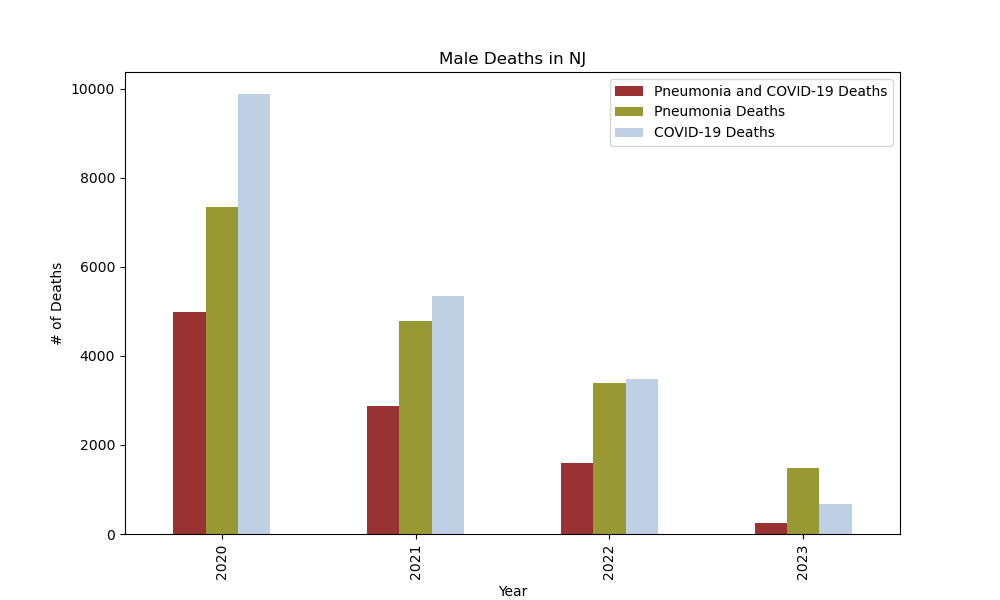 Male Deaths in NJ
Pneumonia and COVID-19 Deaths
Pneumonia Deaths
COVID-19 Deaths
# of Deaths
10000
8000
6000
4000
2000
0
2020
2021
2022
2023
Year